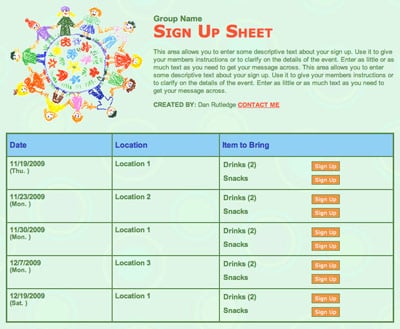 Group Name
SIGN UP SHEET
This area allows you to enter some descriptive text about your sign up. Use it to give
your members instructions or to clarify on the details of the event. Enter as little or as
much text as you need to get your message across. This area allows you to enter
some descriptive text about your sign up. Use it to give your members instructions or
to clarify on the details of the event. Enter as little or as much text as you need to
get your message across.
CREATED BY: Dan Rutledge CONTACT ME
Date Location Item to Bring
11/19/2009 Location 1 Drinks (2) Sign Up
(Thu. )
Snacks Sign Up
11/23/2009 Location 2 Drinks (2) Sign Up
(Mon. )
Snacks Sign Up
11/30/2009 Location 1 Drinks (2) Sign Up
(Mon. )
Snacks Sign Up
12/7/2009 Location 3 Drinks (2) Sign Up
(Mon. )
Snacks Sign Up
12/19/2009 Location 1 Drinks (2) Sign Up
(Sat. )
Snacks Sign Up